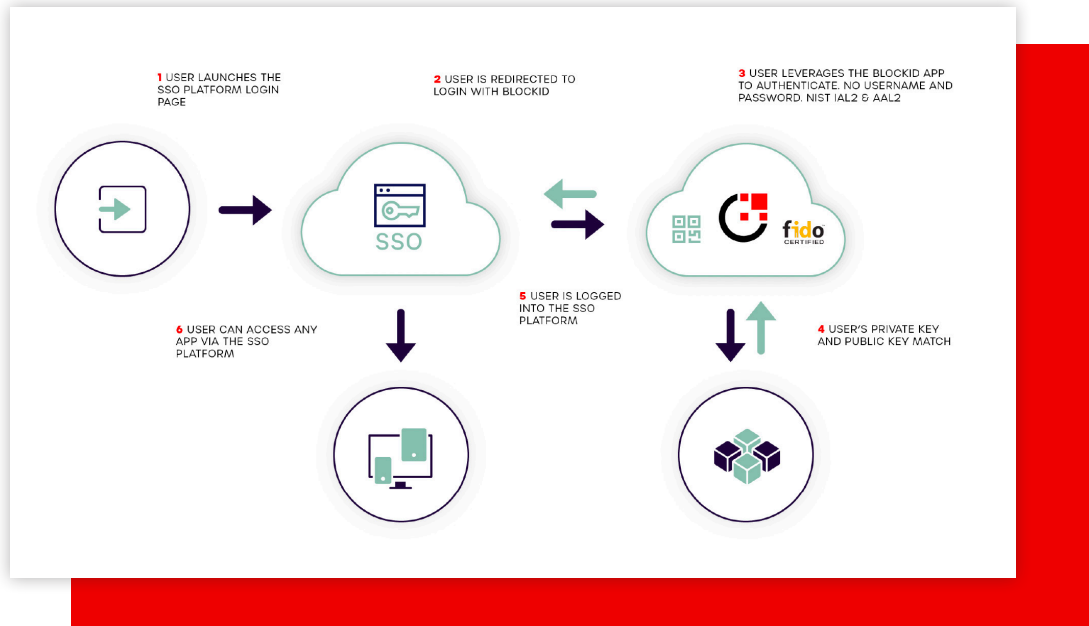 1 USER LAUNCHES THE
SSO PLATFORM LOGIN
PAGE
2 USER IS REDIRECTED TO
LOGIN WITH BLOCKID
3 USER LEVERAGES THE BLOCKID APP
TO AUTHENTICATE. NO USERNAME AND
PASSWORD. NIST IAL2 & AAL2
SSO
fido
CERTIFIED
5 USER IS LOGGED
INTO THE SSO
PLATFORM
6 USER CAN ACCESS ANY
APP VIA THE SSO
PLATFORM
4 USER'S PRIVATE KEY
AND PUBLIC KEY MATCH